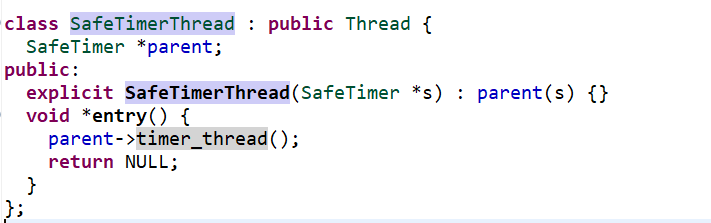 class SafeTimerThread : public Thread {
  SafeTimer *parent;
public:
  explicit SafeTimerThread(SafeTimer *s) : parent(s) {}
  void *entry() {
    parent->timer_thread();
    return NULL;
  }
};